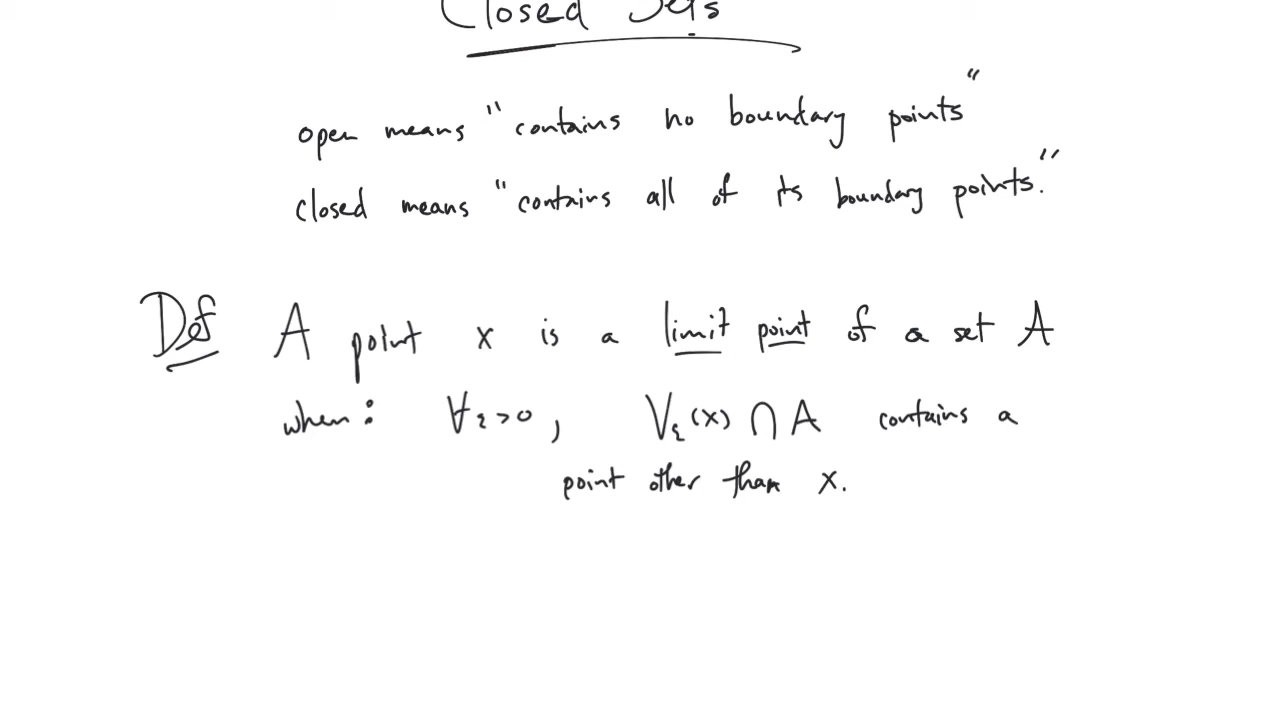 Closed Sets
open means "contains no boundary points"
closed means "contains all of its boundary points."
Def A point x is a limit point of a set A
when: ∀ε>0, Vε(x) ∩ A contains a
point other than x.